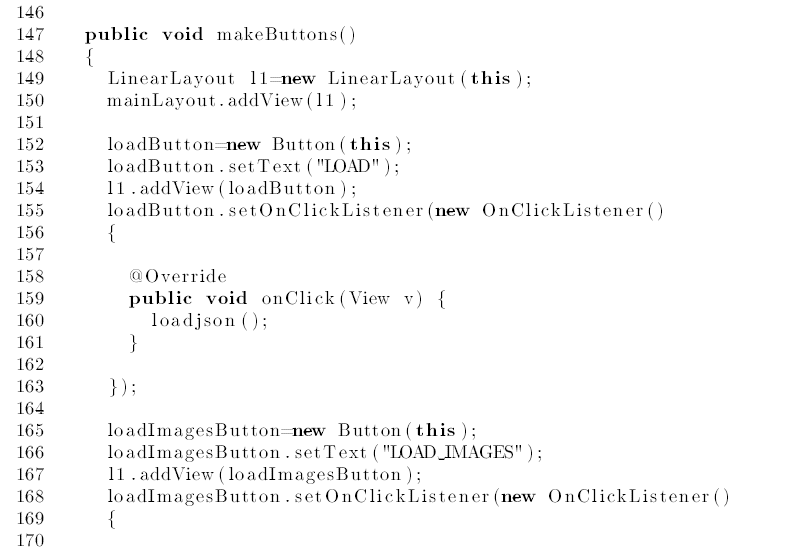 146
147 public void makeButtons()
148 {
149 LinearLayout l1=new LinearLayout(this);
150 mainLayout.addView(l1);
151
152 loadButton=new Button(this);
153 loadButton.setText("LOAD");
154 l1.addView(loadButton);
155 loadButton.setOnClickListener(new OnClickListener()
156 {
157
158 @Override
159 public void onClick(View v) {
160 loadjson();
161 }
162
163 });
164
165 loadImagesButton=new Button(this);
166 loadImagesButton.setText("LOAD_IMAGES");
167 l1.addView(loadImagesButton);
168 loadImagesButton.setOnClickListener(new OnClickListener()
169 {
170